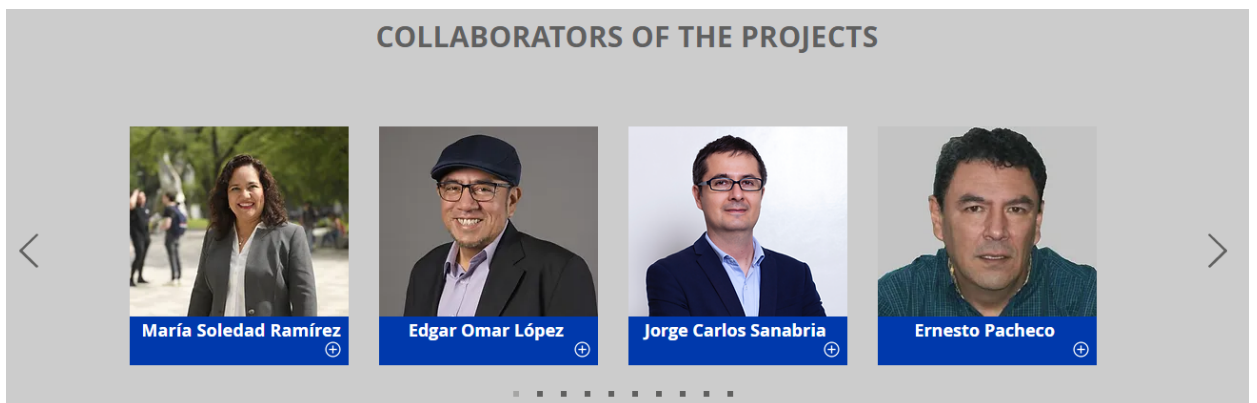 COLLABORATORS OF THE PROJECTS
María Soledad Ramírez
Edgar Omar López
Jorge Carlos Sanabria
Ernesto Pacheco